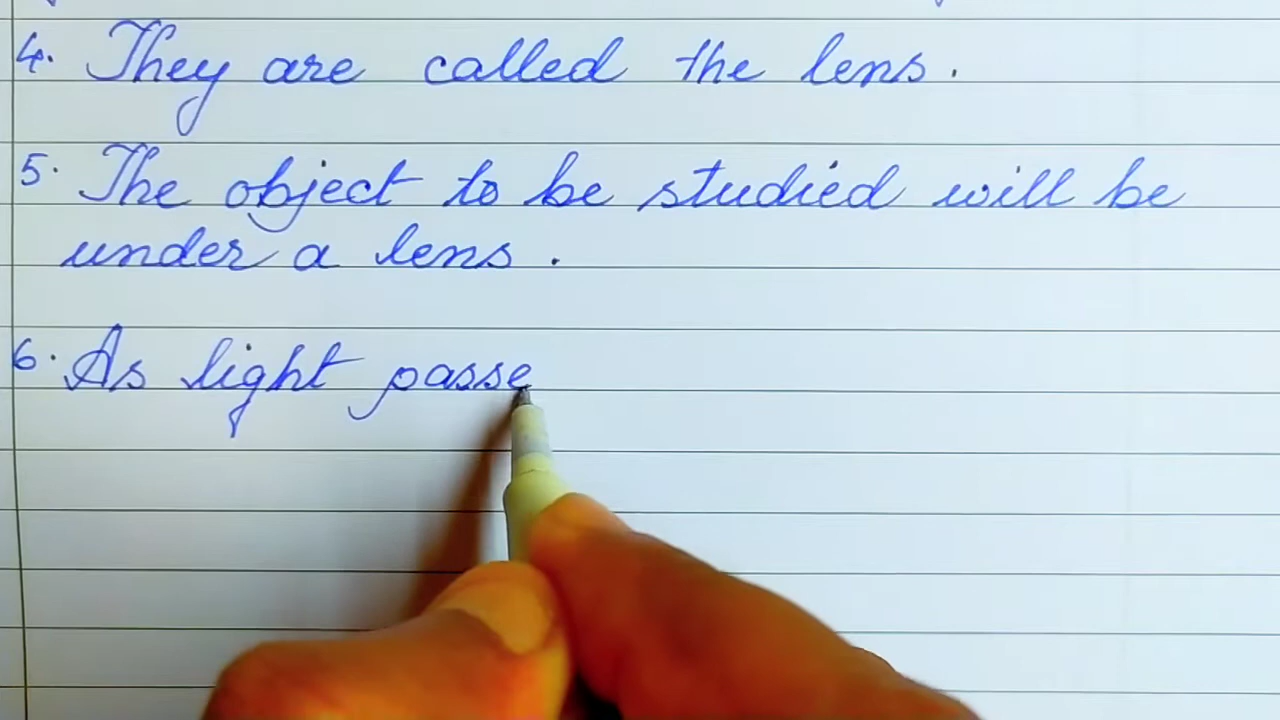 4. They are called the lens.
5. The object to be studied will be
under a lens.
6. As light passe